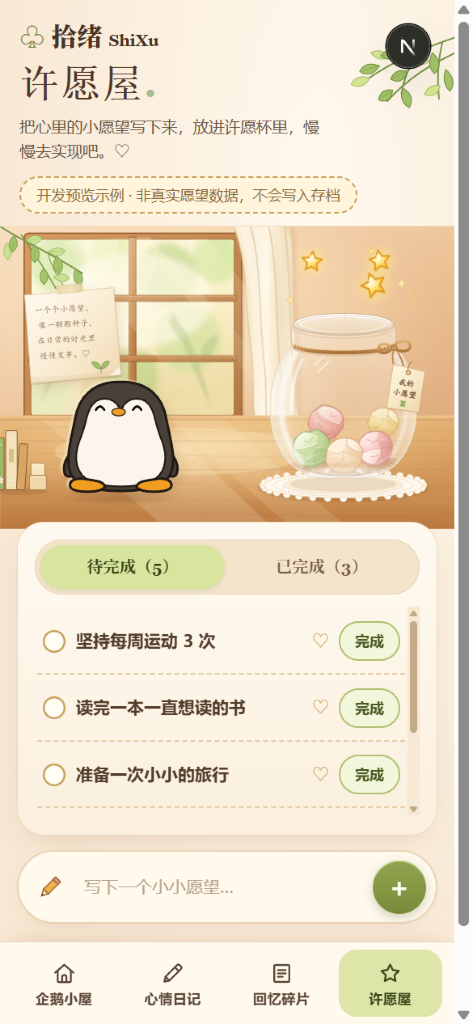 拾绪 ShiXu
N
许愿屋.
把心里的小愿望写下来，放进许愿杯里，慢
慢去实现吧。♡
开发预览示例 · 非真实愿望数据，不会写入存档
一个个小愿望，
像一颗颗种子，
在日常的时光里
慢慢发芽。♡
我的
小愿望
待完成（5）
已完成（3）
坚持每周运动 3 次
♡
完成
读完一本一直想读的书
♡
完成
准备一次小小的旅行
♡
完成
写下一个小小愿望...
+
企鹅小屋
心情日记
回忆碎片
许愿屋